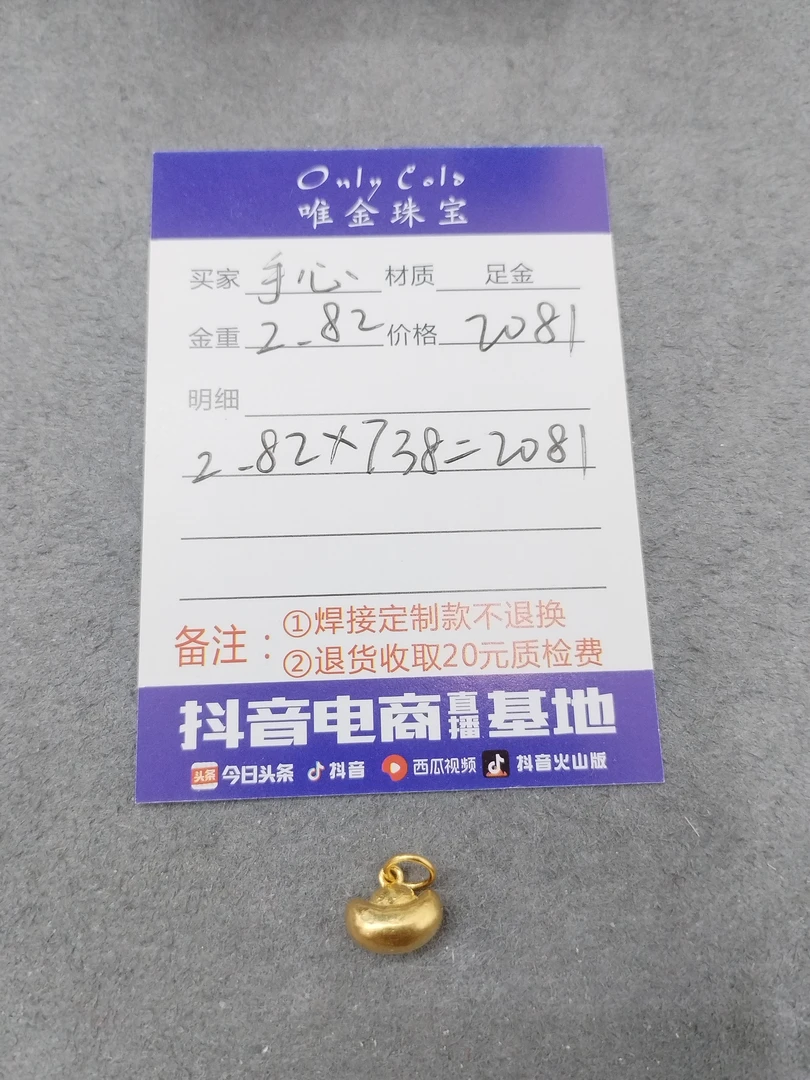 Only Gold
唯金珠宝
买家 手心 材质 足金
金重 2.82 价格 2081
明细
2.82×738=2081
备注：①焊接定制款不退换
②退货收取20元质检费
抖音电商直播基地
头条 今日头条 抖音 西瓜视频 抖音火山版